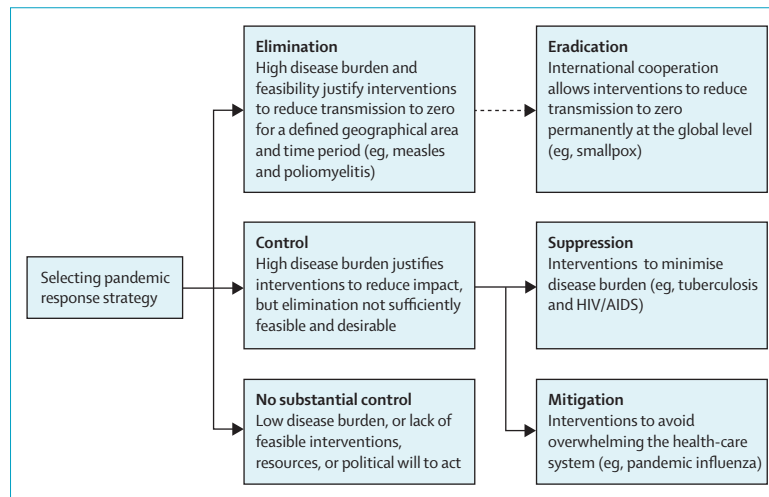 Elimination
High disease burden and
feasibility justify interventions
to reduce transmission to zero
for a defined geographical area
and time period (eg, measles
and poliomyelitis)
Eradication
International cooperation
allows interventions to reduce
transmission to zero
permanently at the global level
(eg, smallpox)
Selecting pandemic
response strategy
Control
High disease burden justifies
interventions to reduce impact,
but elimination not sufficiently
feasible and desirable
Suppression
Interventions to minimise
disease burden (eg, tuberculosis
and HIV/AIDS)
No substantial control
Low disease burden, or lack of
feasible interventions,
resources, or political will to act
Mitigation
Interventions to avoid
overwhelming the health-care
system (eg, pandemic influenza)